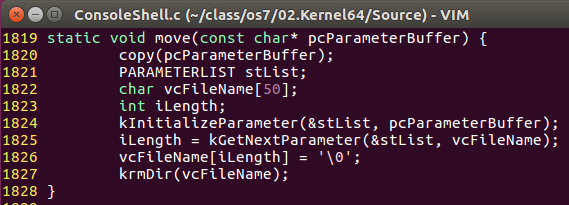 ConsoleShell.c (~/class/os7/02.Kernel64/Source) - VIM
1819 static void move(const char* pcParameterBuffer) {
1820         copy(pcParameterBuffer);
1821         PARAMETERLIST stList;
1822         char vcFileName[50];
1823         int iLength;
1824         kInitializeParameter(&stList, pcParameterBuffer);
1825         iLength = kGetNextParameter(&stList, vcFileName);
1826         vcFileName[iLength] = '\0';
1827         krmDir(vcFileName);
1828 }